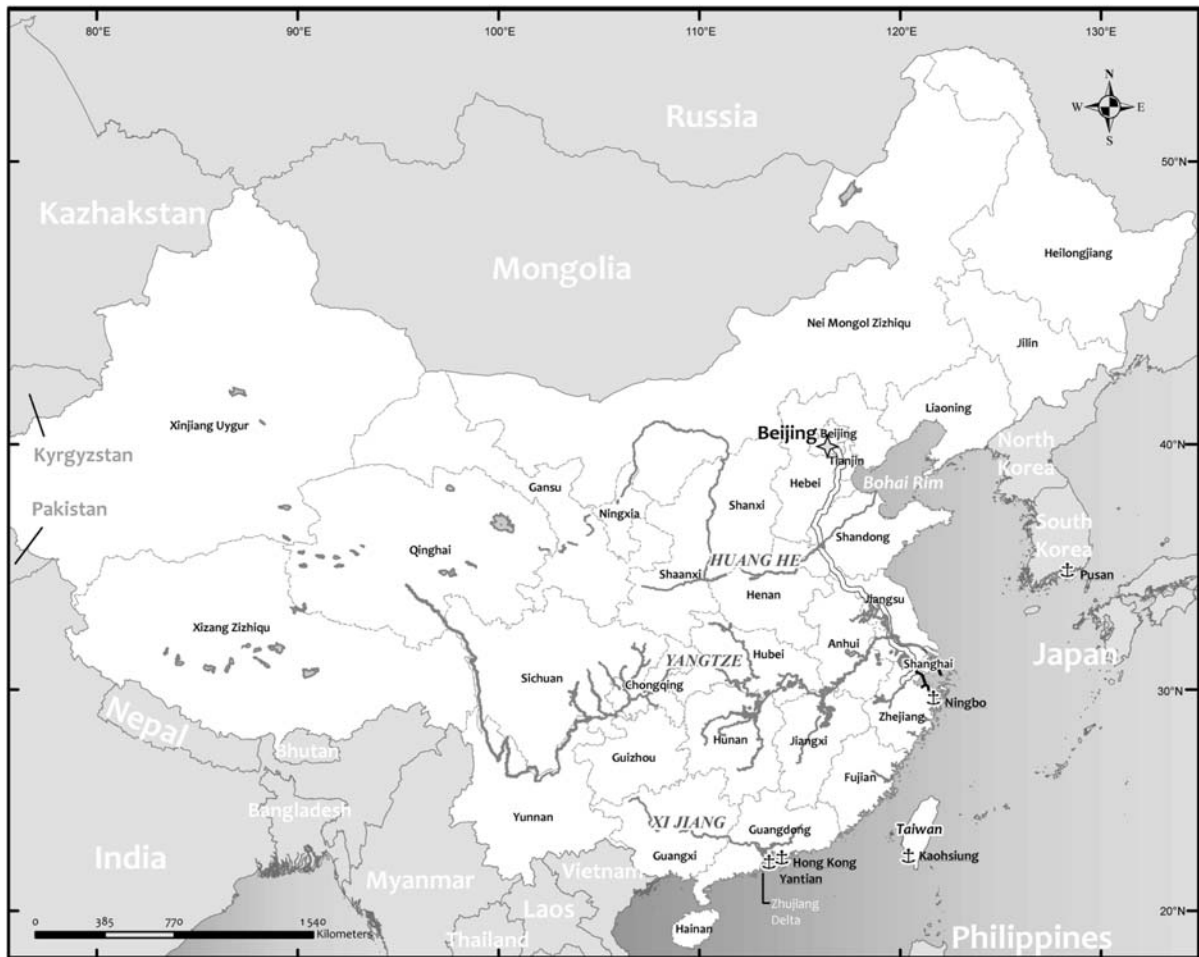 80°E
90°E
100°E
110°E
120°E
130°E
N
W
E
S
Russia
50°N
Kazhakstan
Mongolia
Heilongjiang
Nei Mongol Zizhiqu
Jilin
Liaoning
Xinjiang Uygur
Beijing
Beijing
40°N
Kyrgyzstan
North
Korea
Tianjin
Hebei
Bohai Rim
Gansu
Ningxia
Shanxi
Pakistan
South
Korea
Qinghai
Shandong
HUANG HE
Shaanxi
Pusan
Henan
Jiangsu
Xizang Zizhiqu
Anhui
Hubei
Japan
YANGTZE
Shanghai
Sichuan
Chongqing
30°N
Ningbo
Zhejiang
Nepal
Bhutan
Hunan
Jiangxi
Guizhou
Fujian
Bangladesh
Yunnan
XI JIANG
Guangdong
Taiwan
India
Guangxi
Kaohsiung
Hong Kong
Yantian
Vietnam
Myanmar
Zhujiang
Delta
Laos
20°N
0
385
770
1 540
Kilometers
Hainan
Thailand
Philippines